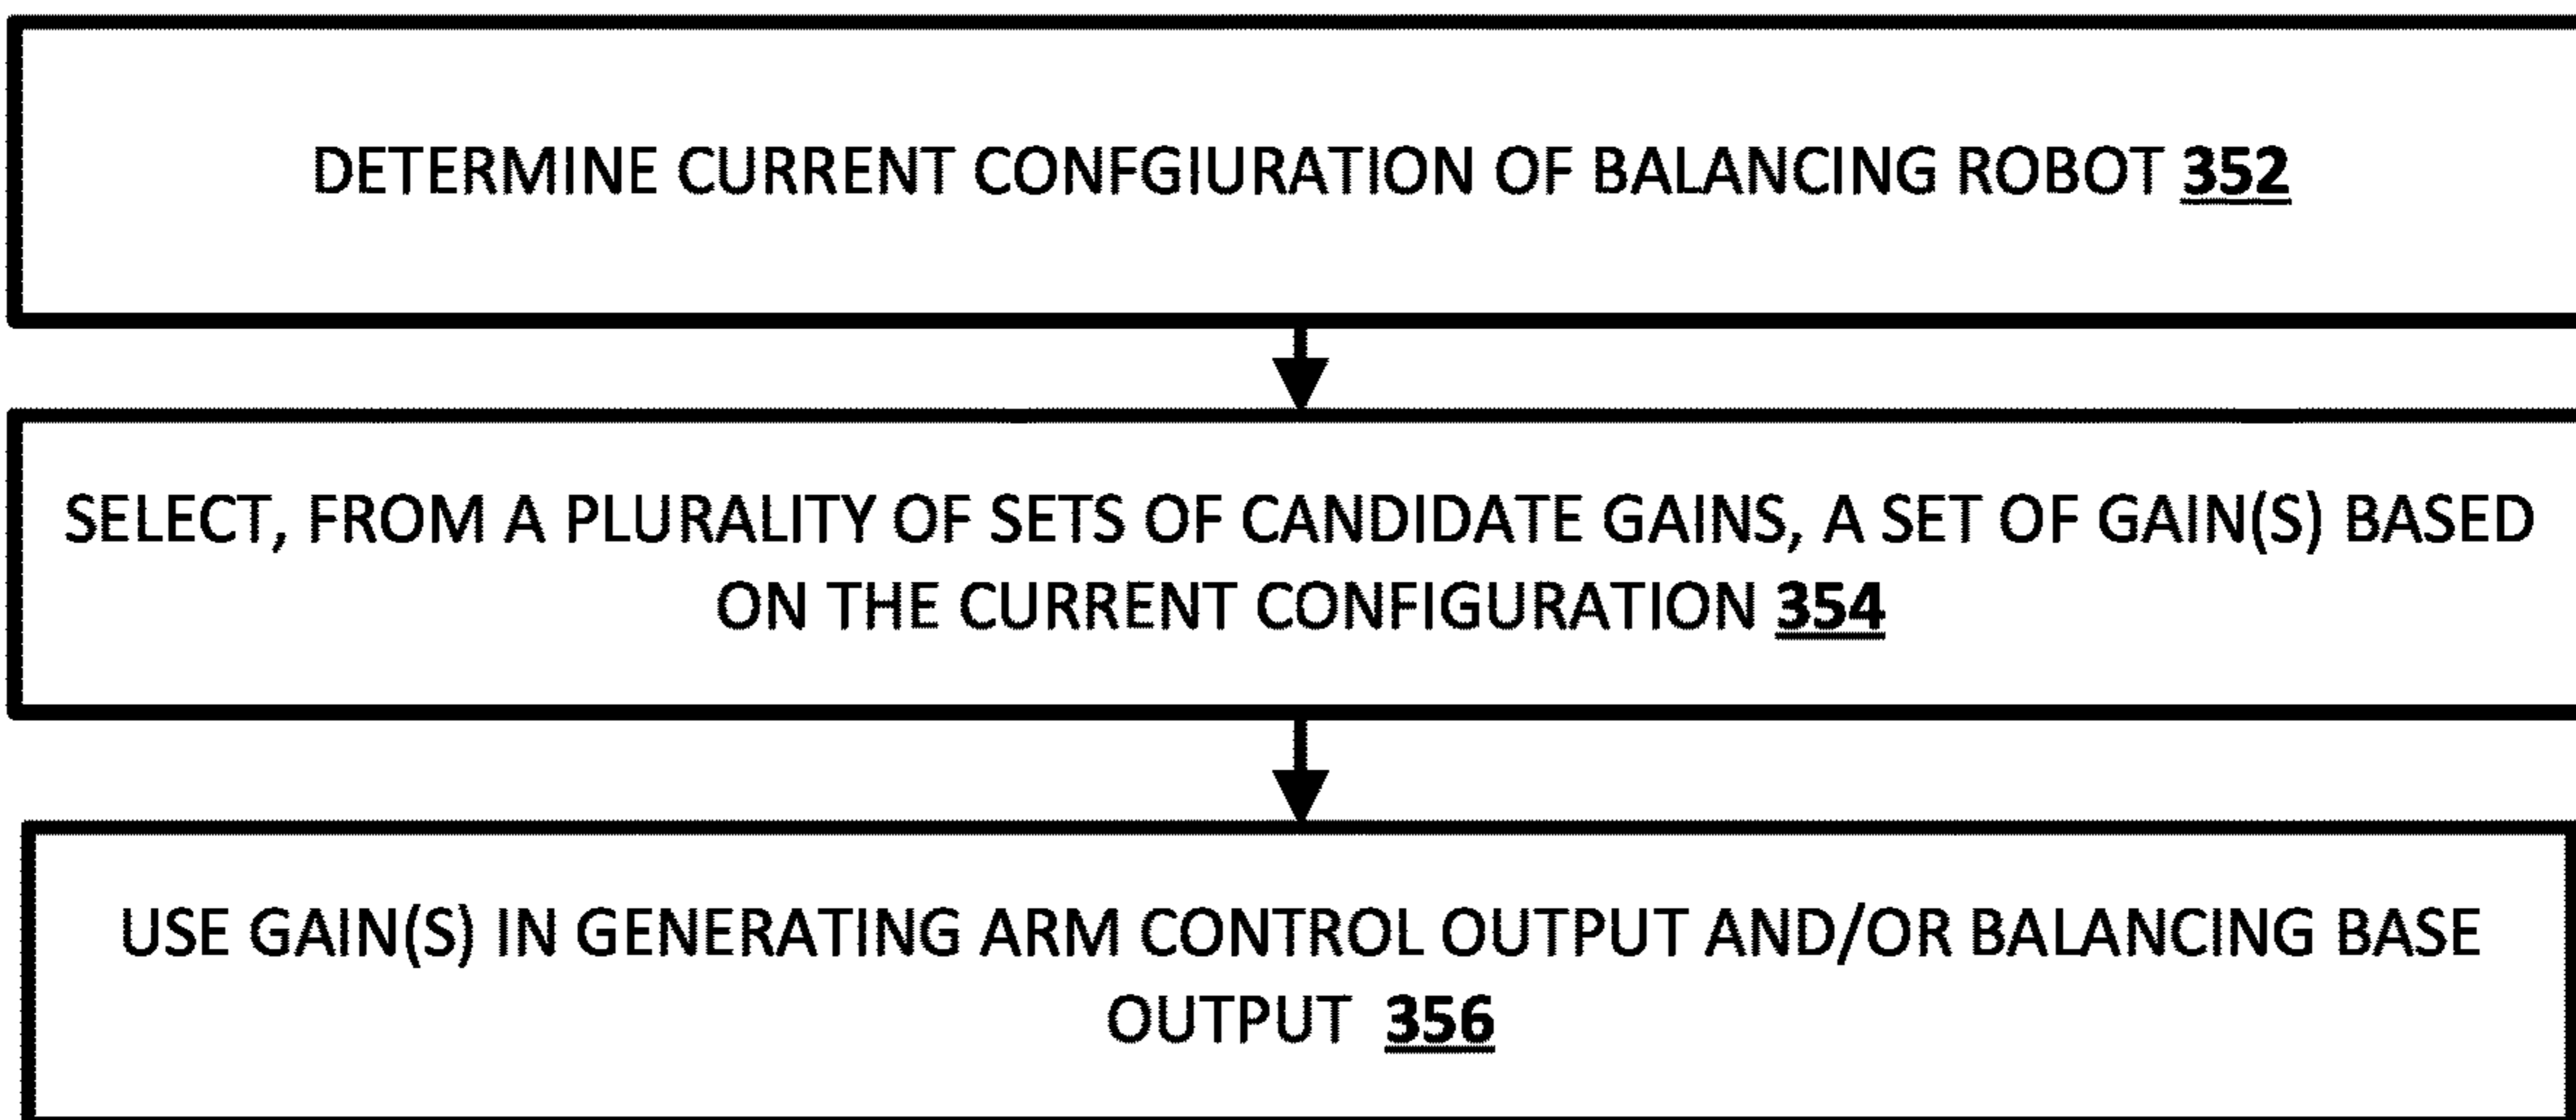 DETERMINE CURRENT CONFGIURATION OF BALANCING ROBOT 352
SELECT, FROM A PLURALITY OF SETS OF CANDIDATE GAINS, A SET OF GAIN(S) BASED
ON THE CURRENT CONFIGURATION 354
USE GAIN(S) IN GENERATING ARM CONTROL OUTPUT AND/OR BALANCING BASE
OUTPUT 356